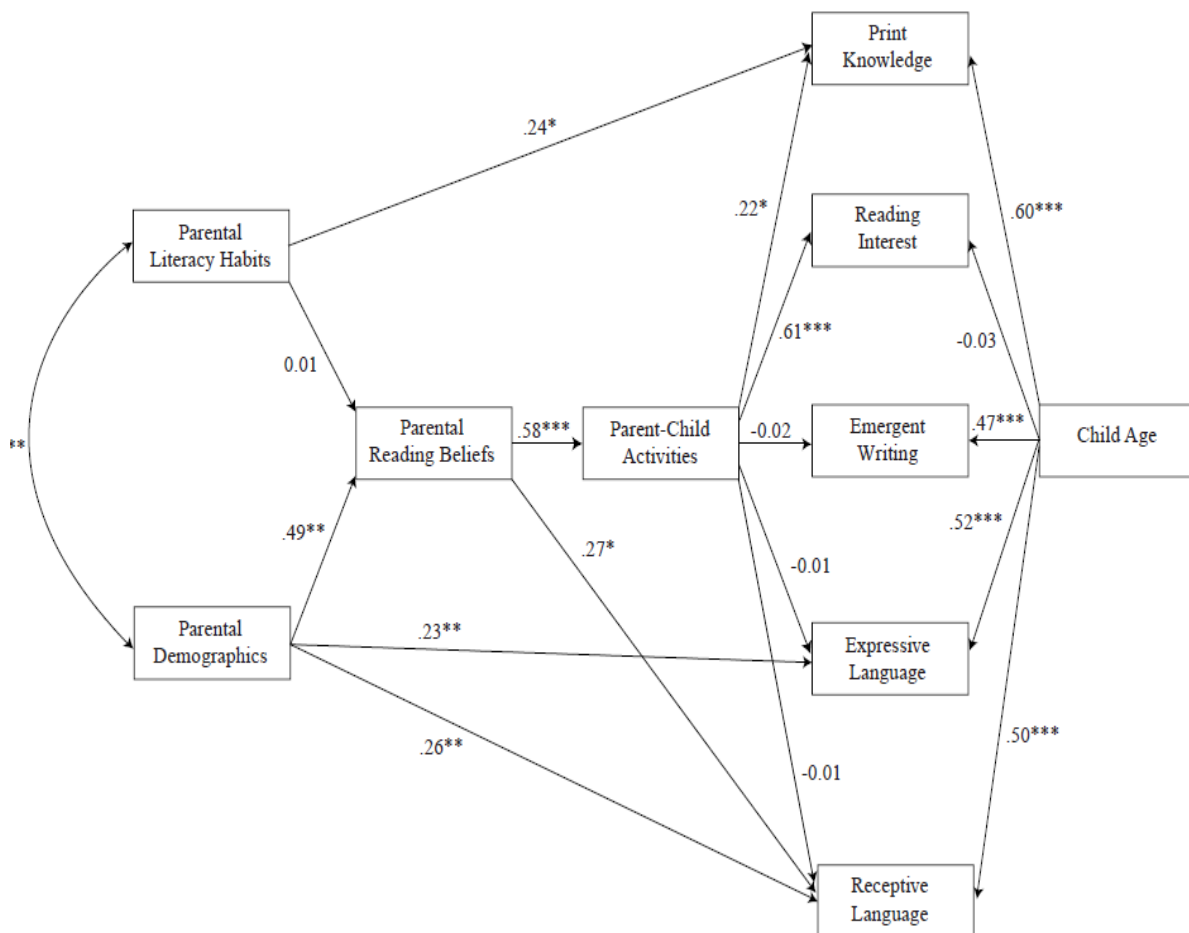 Print
Knowledge
.24*
.22*
.60***
Reading
Interest
Parental
Literacy Habits
.61***
-0.03
0.01
**
Parental
Reading Beliefs
.58***
Parent-Child
Activities
-0.02
Emergent
Writing
.47***
Child Age
.49**
.27*
-0.01
.52***
Parental
Demographics
.23**
Expressive
Language
.26**
-0.01
.50***
Receptive
Language